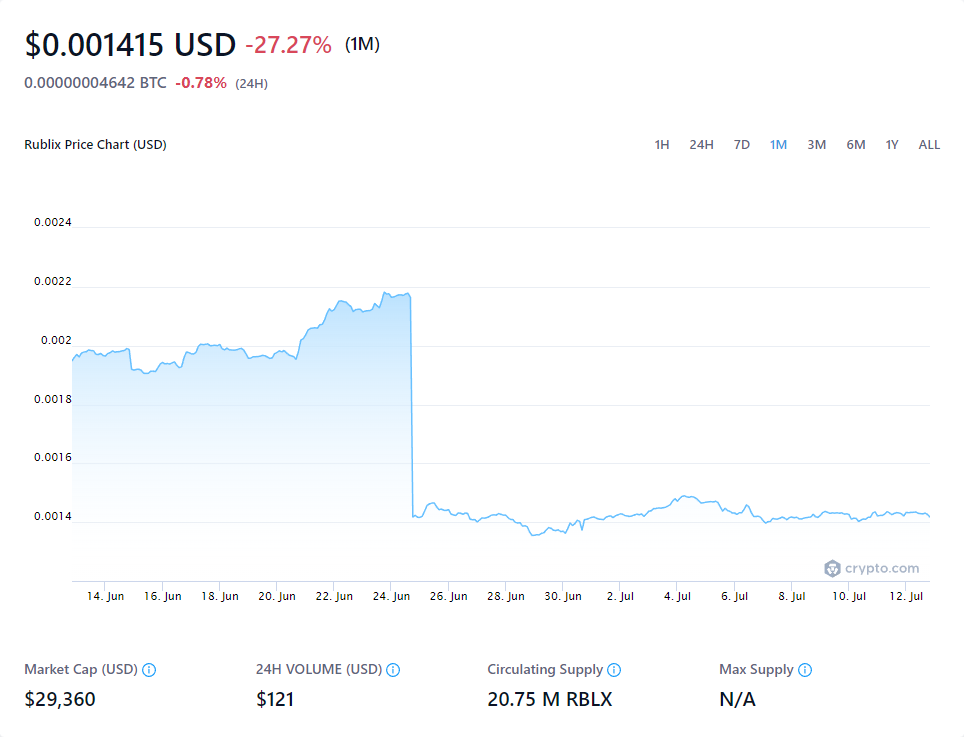 $0.001415 USD -27.27% (1M)
0.00000004642 BTC -0.78% (24H)
Rublix Price Chart (USD) 1H 24H 7D 1M 3M 6M 1Y ALL
0.0024
0.0022
0.002
0.0018
0.0016
0.0014
crypto.com
14. Jun 16. Jun 18. Jun 20. Jun 22. Jun 24. Jun 26. Jun 28. Jun 30. Jun 2. Jul 4. Jul 6. Jul 8. Jul 10. Jul 12. Jul
Market Cap (USD) 24H VOLUME (USD) Circulating Supply Max Supply
$29,360 $121 20.75 M RBLX N/A